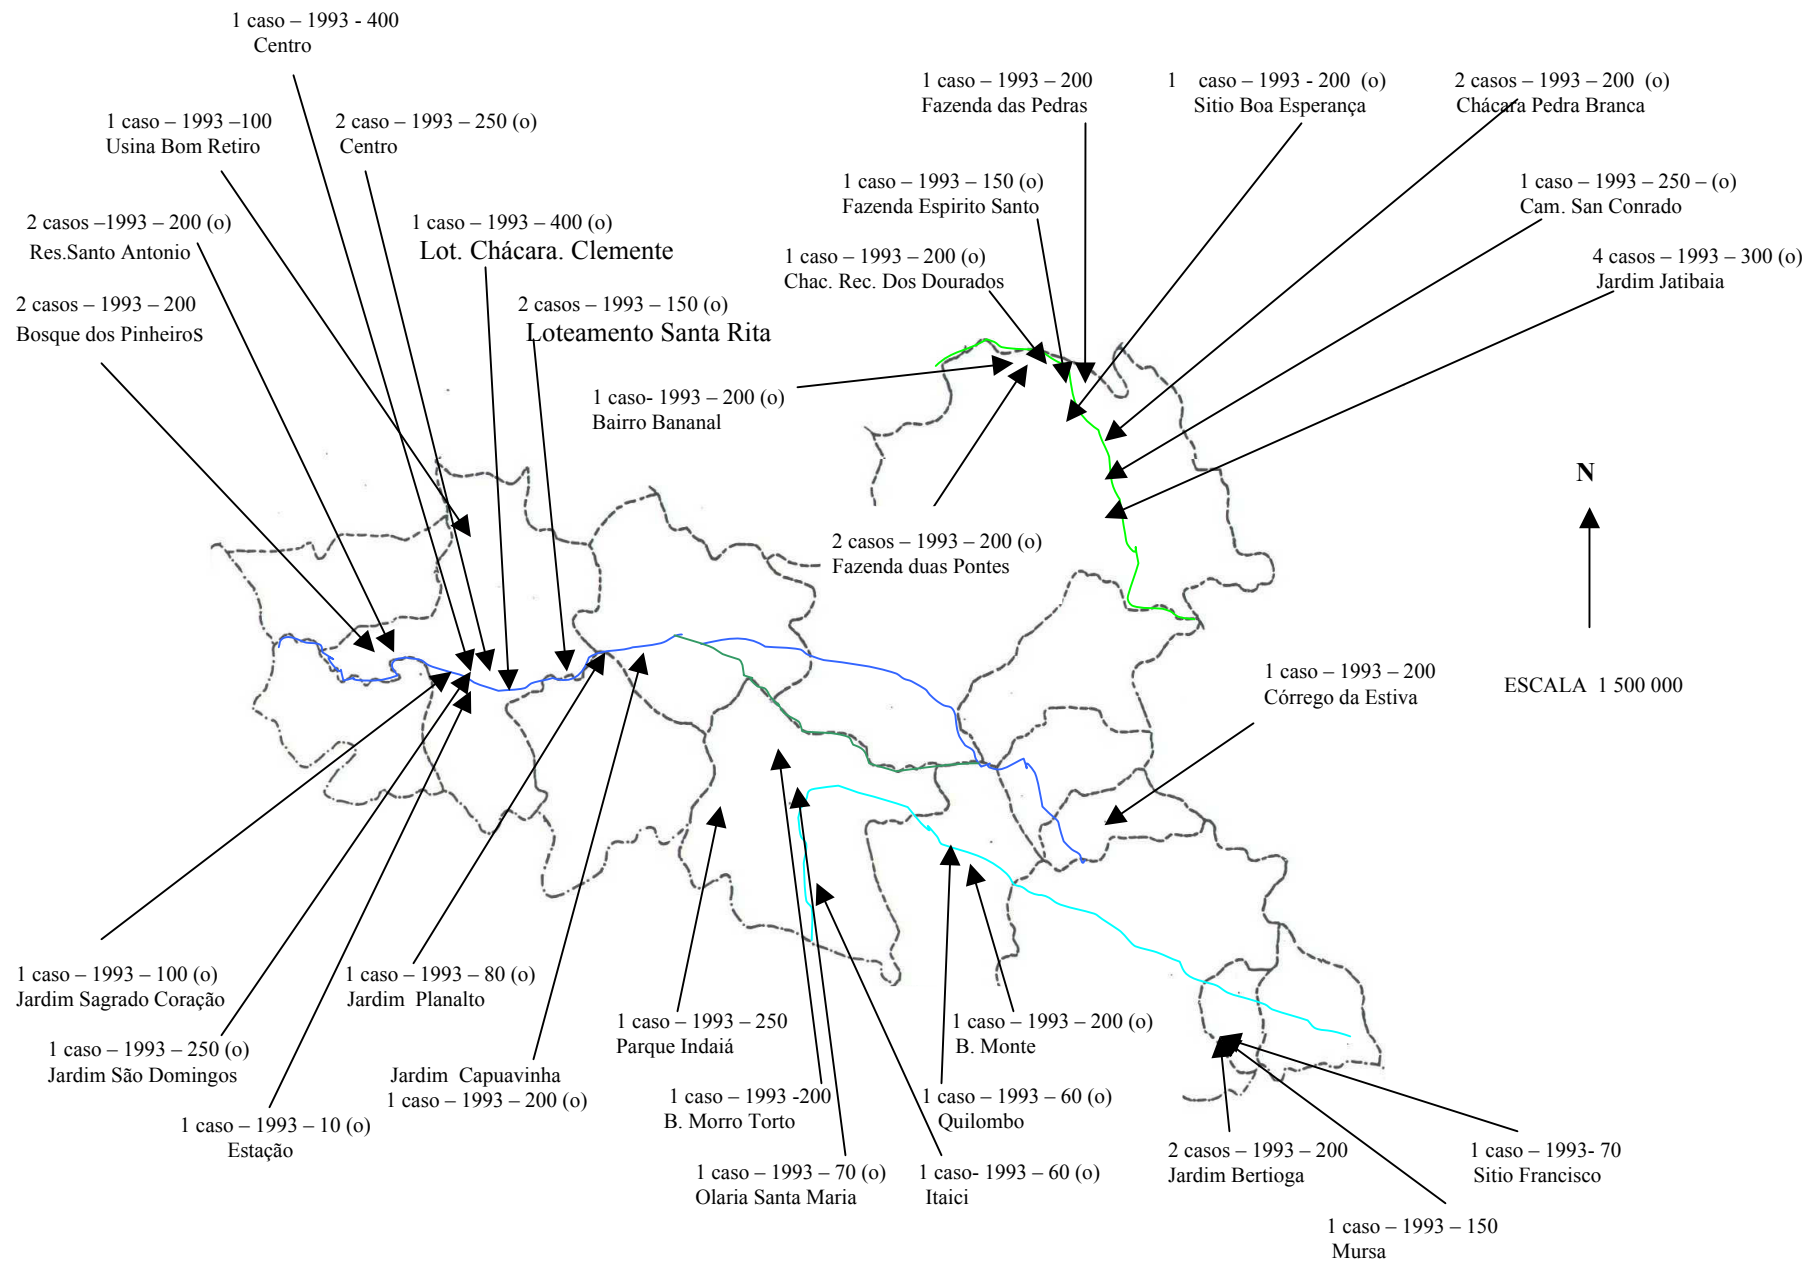 1 caso – 1993 - 400
Centro
1 caso – 1993 –100
Usina Bom Retiro
2 caso – 1993 – 250 (o)
Centro
2 casos –1993 – 200 (o)
Res.Santo Antonio
1 caso – 1993 – 400 (o)
Lot. Chácara. Clemente
2 casos – 1993 – 200
Bosque dos Pinheiros
2 casos – 1993 – 150 (o)
Loteamento Santa Rita
1 caso – 1993 – 200
Fazenda das Pedras
1 caso – 1993 - 200 (o)
Sitio Boa Esperança
2 casos – 1993 – 200 (o)
Chácara Pedra Branca
1 caso – 1993 – 150 (o)
Fazenda Espirito Santo
1 caso – 1993 – 250 – (o)
Cam. San Conrado
1 caso – 1993 – 200 (o)
Chac. Rec. Dos Dourados
4 casos – 1993 – 300 (o)
Jardim Jatibaia
1 caso- 1993 – 200 (o)
Bairro Bananal
2 casos – 1993 – 200 (o)
Fazenda duas Pontes
N
ESCALA 1 500 000
1 caso – 1993 – 200
Córrego da Estiva
1 caso – 1993 – 100 (o)
Jardim Sagrado Coração
1 caso – 1993 – 80 (o)
Jardim Planalto
1 caso – 1993 – 250 (o)
Jardim São Domingos
Jardim Capuavinha
1 caso – 1993 – 200 (o)
1 caso – 1993 – 10 (o)
Estação
1 caso – 1993 – 250
Parque Indaiá
1 caso – 1993 – 200 (o)
B. Monte
1 caso – 1993 -200
B. Morro Torto
1 caso – 1993 – 60 (o)
Quilombo
1 caso – 1993 – 70 (o)
Olaria Santa Maria
1 caso- 1993 – 60 (o)
Itaici
2 casos – 1993 – 200
Jardim Bertioga
1 caso – 1993- 70
Sitio Francisco
1 caso – 1993 – 150
Mursa